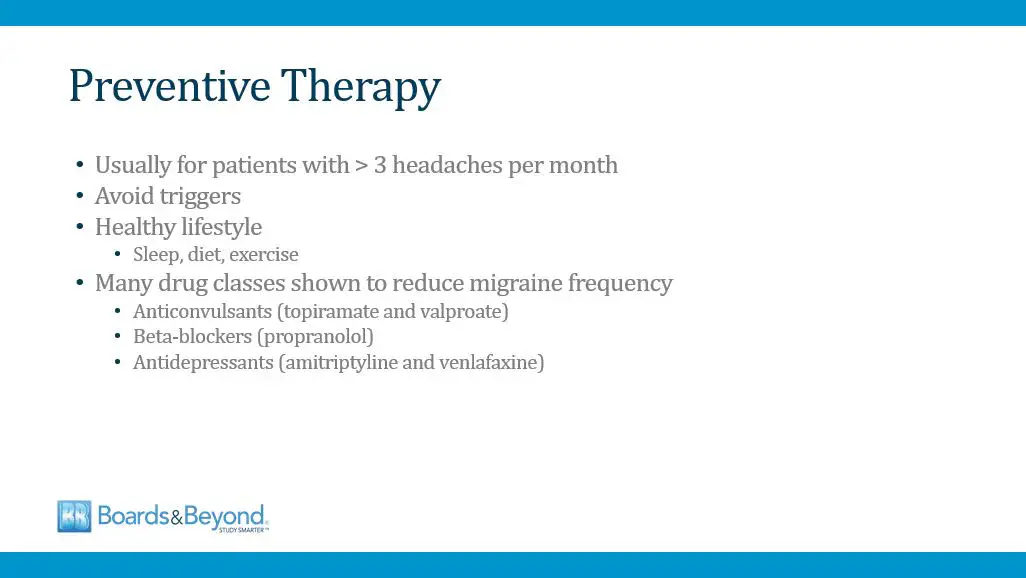 Preventive Therapy
• Usually for patients with > 3 headaches per month
• Avoid triggers
• Healthy lifestyle
• Sleep, diet, exercise
• Many drug classes shown to reduce migraine frequency
• Anticonvulsants (topiramate and valproate)
• Beta-blockers (propranolol)
• Antidepressants (amitriptyline and venlafaxine)
BB Boards&Beyond®
STUDY SMARTER™